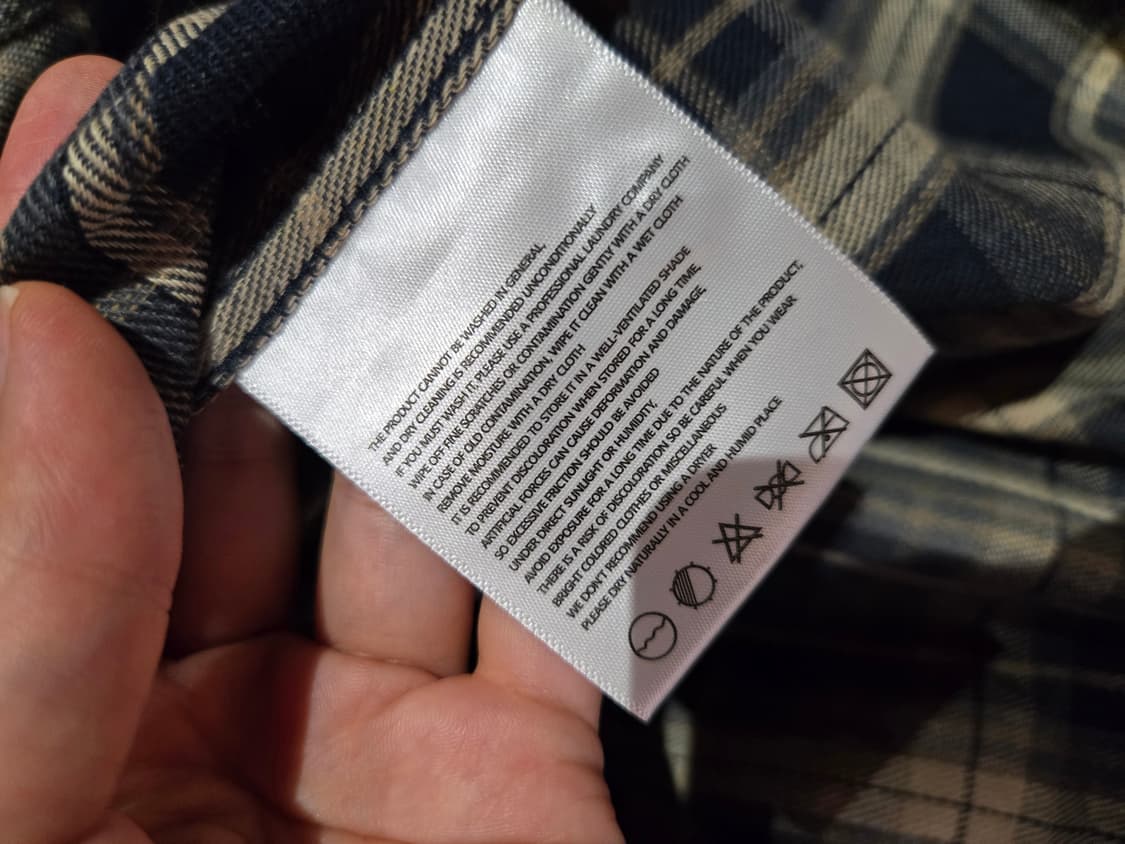 THE PRODUCT CANNOT BE WASHED IN GENERAL
AND DRY CLEANING IS RECOMMENDED UNCONDITIONALLY
IF YOU MUST WASH IT, PLEASE USE A PROFESSIONAL LAUNDRY COMPANY
WIPE OFF FINE SCRATCHES OR CONTAMINATION GENTLY WITH A DRY CLOTH
IN CASE OF OLD CONTAMINATION, WIPE IT CLEAN WITH A WET CLOTH
REMOVE MOISTURE WITH A DRY CLOTH
IT IS RECOMMENDED TO STORE IT IN A WELL-VENTILATED SHADE
TO PREVENT DISCOLORATION WHEN STORED FOR A LONG TIME.
ARTIFICAL FORCES CAN CAUSE DEFORMATION AND DAMAGE,
SO EXCESSIVE FRICTION SHOULD BE AVOIDED
UNDER DIRECT SUNLIGHT OR HUMIDITY,
AVOID EXPOSURE FOR A LONG TIME DUE TO THE NATURE OF THE PRODUCT,
THERE IS A RISK OF DISCOLORATION SO BE CAREFUL WHEN YOU WEAR
BRIGHT COLORED CLOTHES OR MISCELLANEOUS
WE DON'T RECOMMEND USING A DRYER
PLEASE DRY NATURALLY IN A COOL AND HUMID PLACE